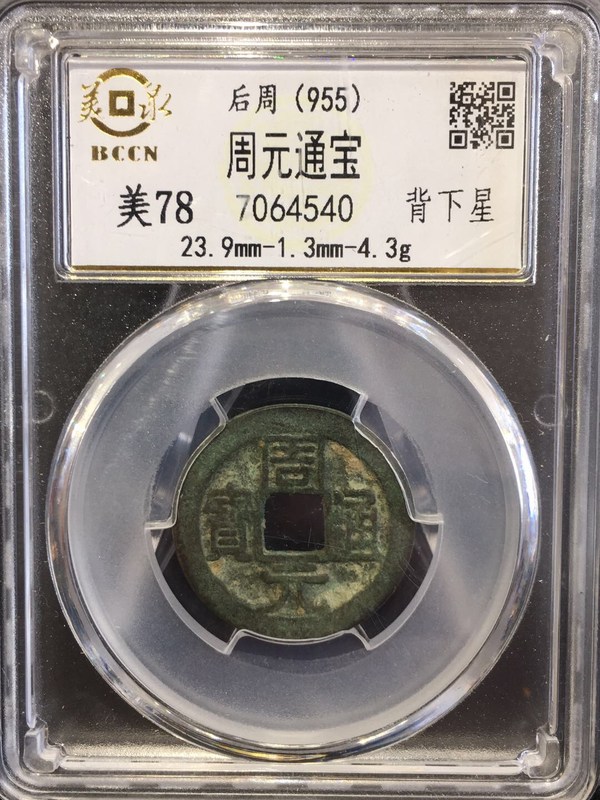 美 泉
BCCN
后周（955）
周元通宝
美78 7064540 背下星
23.9mm-1.3mm-4.3g
周元通寶